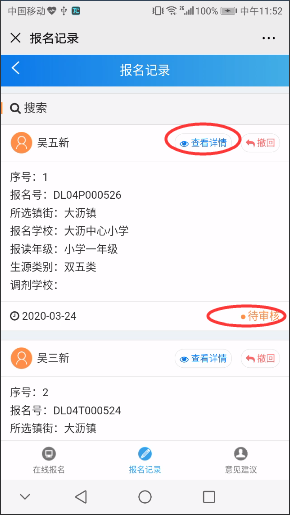 中国移动 100% 中午11:52
报名记录
报名记录
搜索
吴五新 查看详情 撤回
序号：1
报名号：DL04P000526
所选镇街：大沥镇
报名学校：大沥中心小学
报读年级：小学一年级
生源类别：双五类
调剂学校：
2020-03-24 待审核
吴三新 查看详情 撤回
序号：2
报名号：DL04T000524
所选镇街：大沥镇
在线报名 报名记录 意见建议